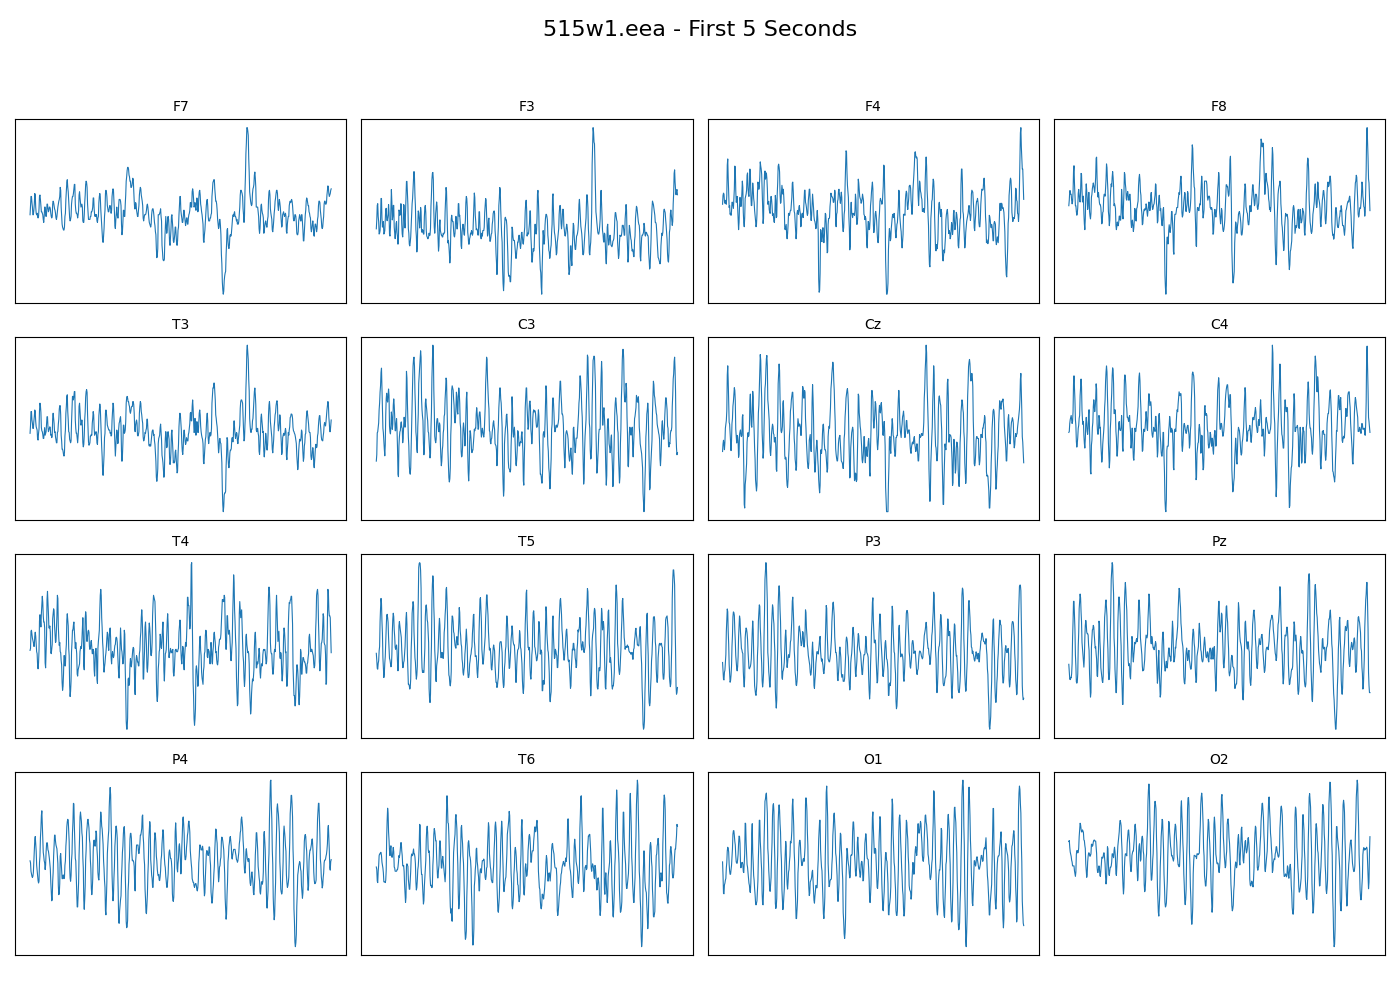 515w1.eea - First 5 Seconds
F7 F3 F4 F8
T3 C3 Cz C4
T4 T5 P3 Pz
P4 T6 O1 O2